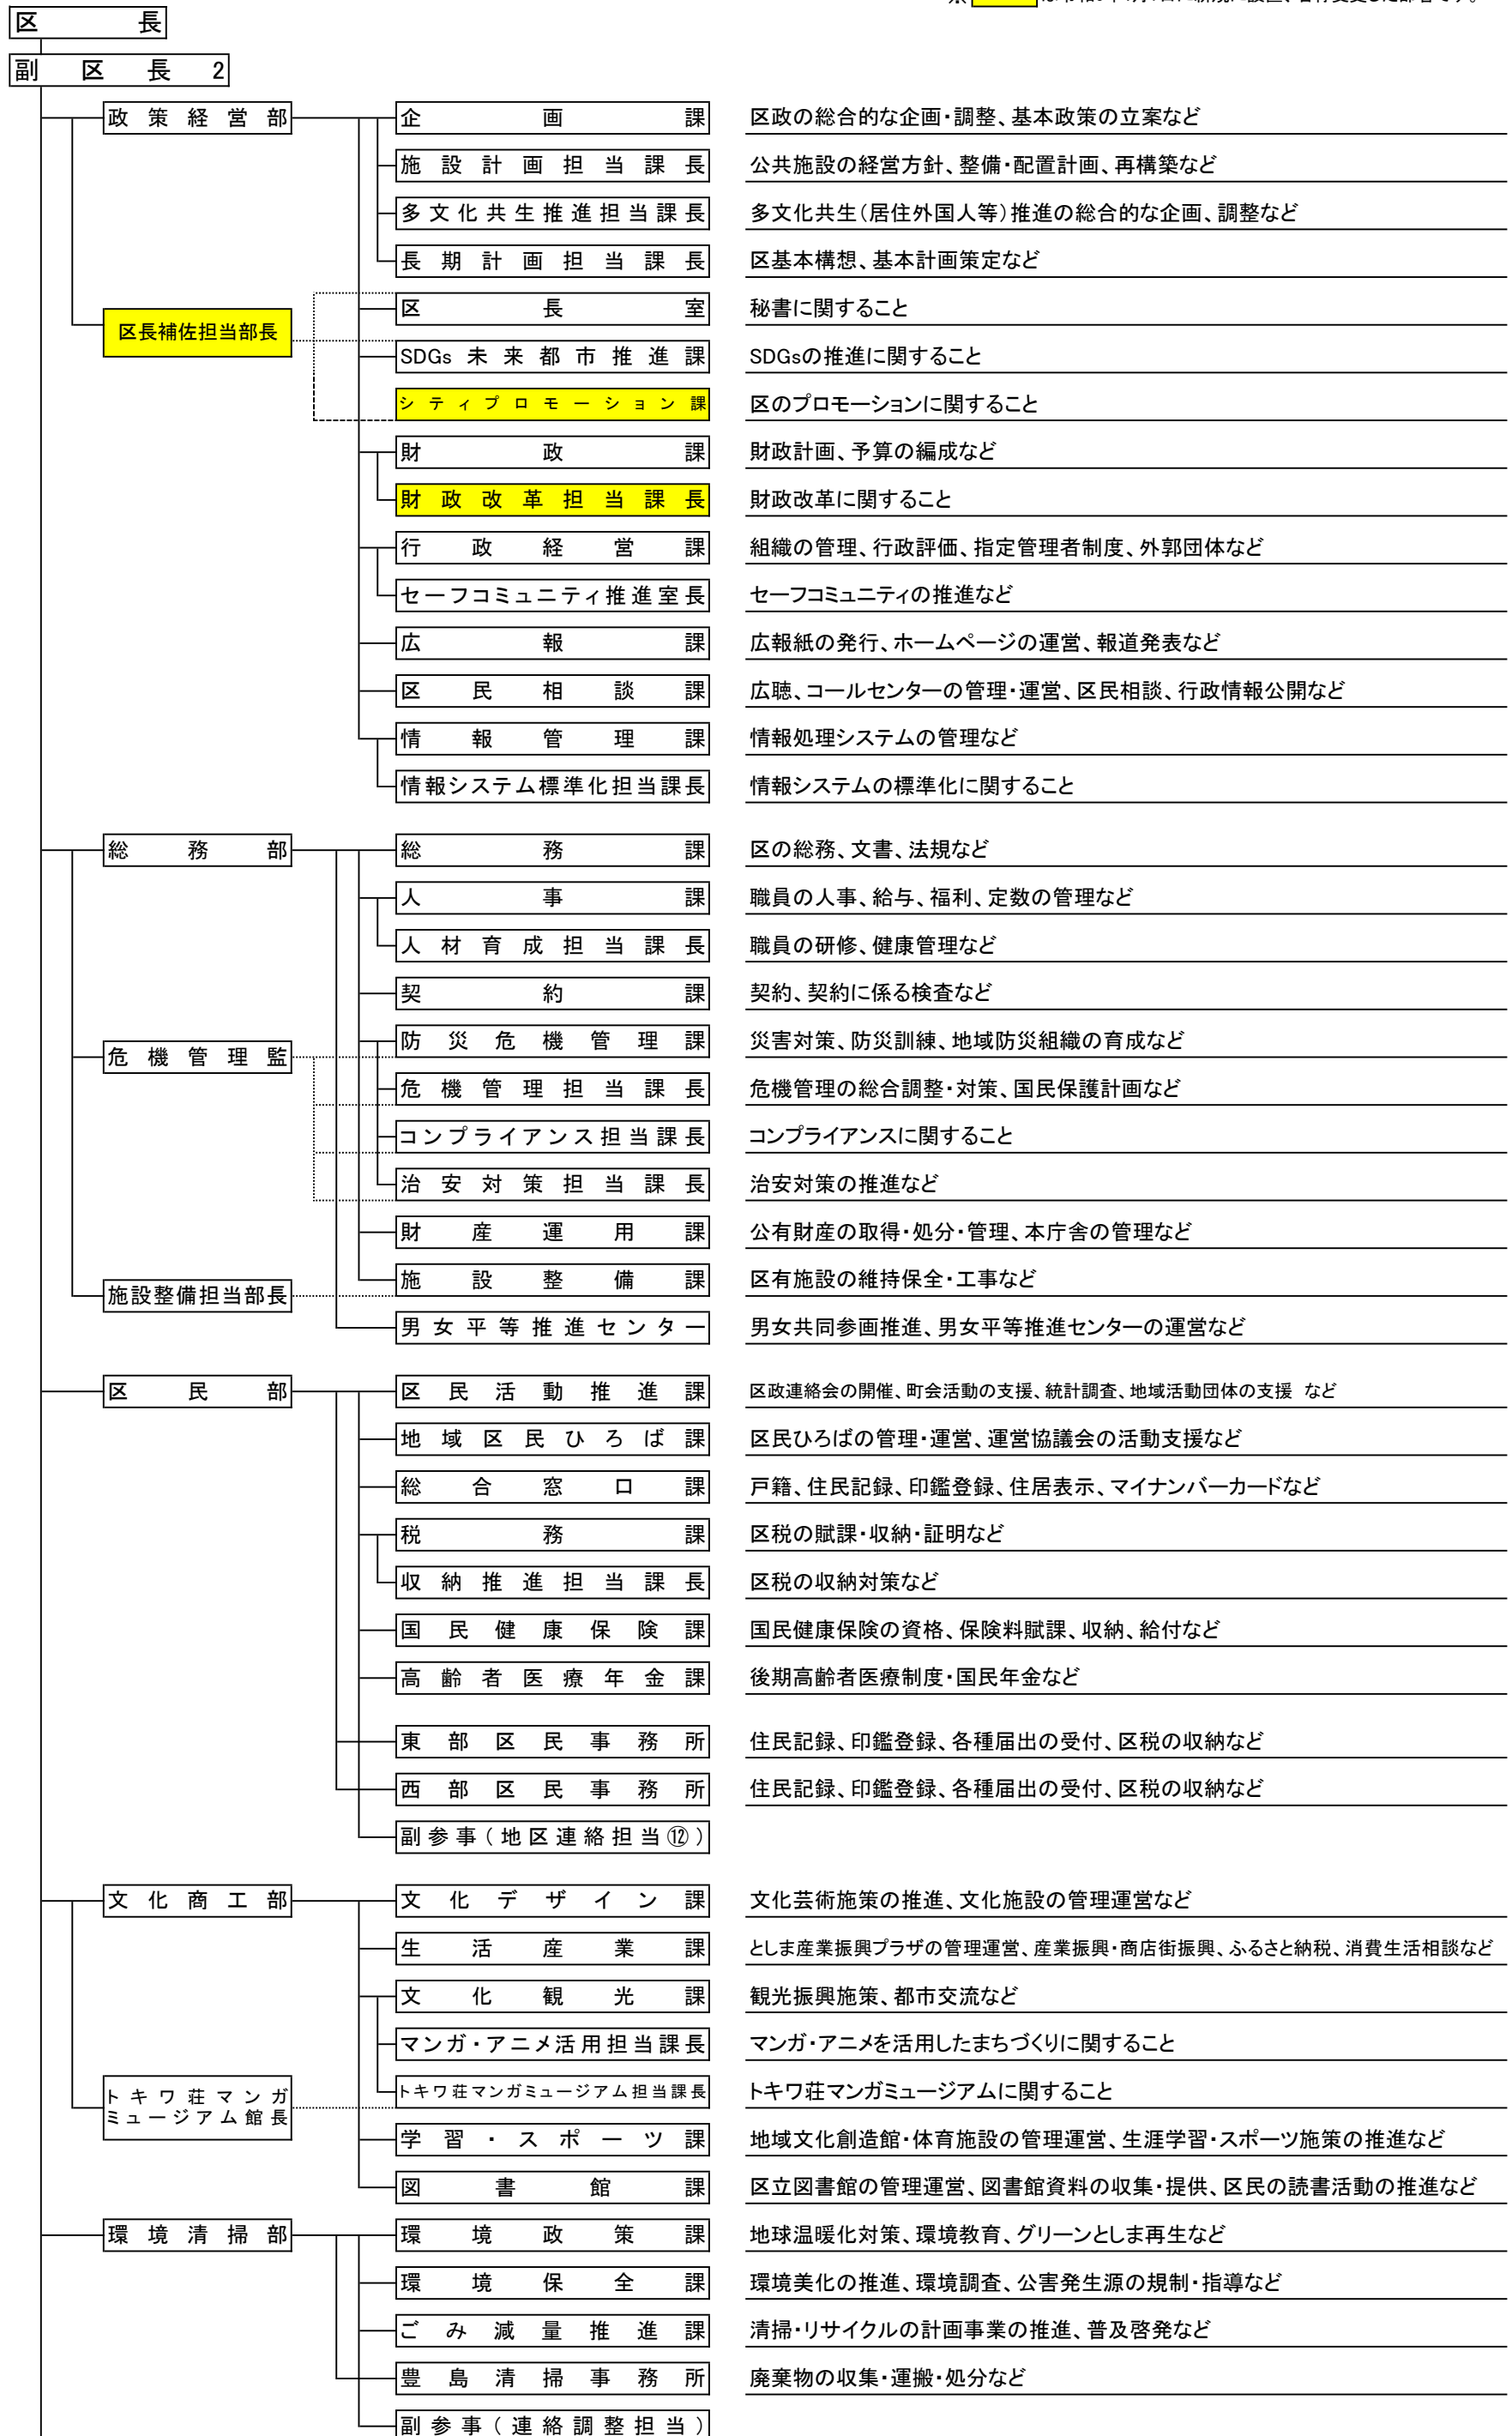 区長
副区長 2
政策経営部 企画課 区政の総合的な企画・調整、基本政策の立案など
施設計画担当課長 公共施設の経営方針、整備・配置計画、再構築など
多文化共生推進担当課長 多文化共生(居住外国人等)推進の総合的な企画、調整など
長期計画担当課長 区基本構想、基本計画策定など
区長室 秘書に関すること
区長補佐担当部長
SDGs未来都市推進課 SDGsの推進に関すること
シティプロモーション課 区のプロモーションに関すること
財政課 財政計画、予算の編成など
財政改革担当課長 財政改革に関すること
行政経営課 組織の管理、行政評価、指定管理者制度、外郭団体など
セーフコミュニティ推進室長 セーフコミュニティの推進など
広報課 広報紙の発行、ホームページの運営、報道発表など
区民相談課 広聴、コールセンターの管理・運営、区民相談、行政情報公開など
情報管理課 情報処理システムの管理など
情報システム標準化担当課長 情報システムの標準化に関すること
総務部 総務課 区の総務、文書、法規など
人事課 職員の人事、給与、福利、定数の管理など
人材育成担当課長 職員の研修、健康管理など
契約課 契約、契約に係る検査など
防災危機管理課 災害対策、防災訓練、地域防災組織の育成など
危機管理監
危機管理担当課長 危機管理の総合調整・対策、国民保護計画など
コンプライアンス担当課長 コンプライアンスに関すること
治安対策担当課長 治安対策の推進など
財産運用課 公有財産の取得・処分・管理、本庁舎の管理など
施設整備課 区有施設の維持保全・工事など
施設整備担当部長
男女平等推進センター 男女共同参画推進、男女平等推進センターの運営など
区民部 区民活動推進課 区政連絡会の開催、町会活動の支援、統計調査、地域活動団体の支援 など
地域区民ひろば課 区民ひろばの管理・運営、運営協議会の活動支援など
総合窓口課 戸籍、住民記録、印鑑登録、住居表示、マイナンバーカードなど
税務課 区税の賦課・収納・証明など
収納推進担当課長 区税の収納対策など
国民健康保険課 国民健康保険の資格、保険料賦課、収納、給付など
高齢者医療年金課 後期高齢者医療制度・国民年金など
東部区民事務所 住民記録、印鑑登録、各種届出の受付、区税の収納など
西部区民事務所 住民記録、印鑑登録、各種届出の受付、区税の収納など
副参事(地区連絡担当⑫)
文化商工部 文化デザイン課 文化芸術施策の推進、文化施設の管理運営など
生活産業課 としま産業振興プラザの管理運営、産業振興・商店街振興、ふるさと納税、消費生活相談など
文化観光課 観光振興施策、都市交流など
マンガ・アニメ活用担当課長 マンガ・アニメを活用したまちづくりに関すること
トキワ荘マンガ
ミュージアム館長
トキワ荘マンガミュージアム担当課長 トキワ荘マンガミュージアムに関すること
学習・スポーツ課 地域文化創造館・体育施設の管理運営、生涯学習・スポーツ施策の推進など
図書館課 区立図書館の管理運営、図書館資料の収集・提供、区民の読書活動の推進など
環境清掃部 環境政策課 地球温暖化対策、環境教育、グリーンとしま再生など
環境保全課 環境美化の推進、環境調査、公害発生源の規制・指導など
ごみ減量推進課 清掃・リサイクルの計画事業の推進、普及啓発など
豊島清掃事務所 廃棄物の収集・運搬・処分など
副参事(連絡調整担当)